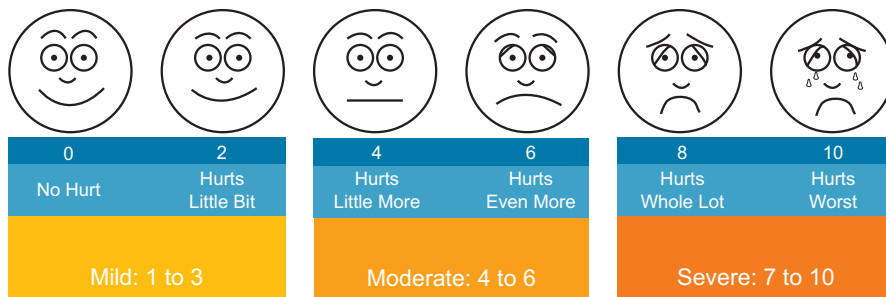 0
2
4
6
8
10
No Hurt
Hurts
Little Bit
Hurts
Little More
Hurts
Even More
Hurts
Whole Lot
Hurts
Worst
Mild: 1 to 3
Moderate: 4 to 6
Severe: 7 to 10